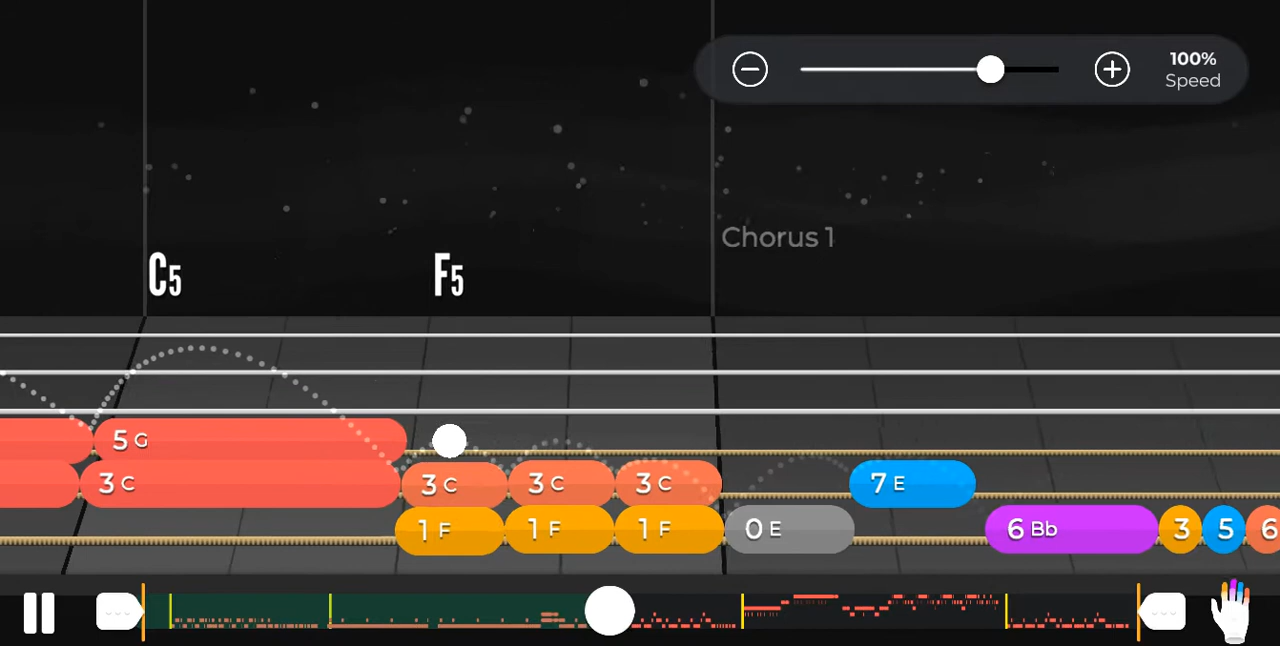 100%
Speed
Chorus 1
C5
F5
5 G
3 C
3 C
3 C
3 C
7 E
1 F
1 F
1 F
0 E
6 Bb
3
5
6